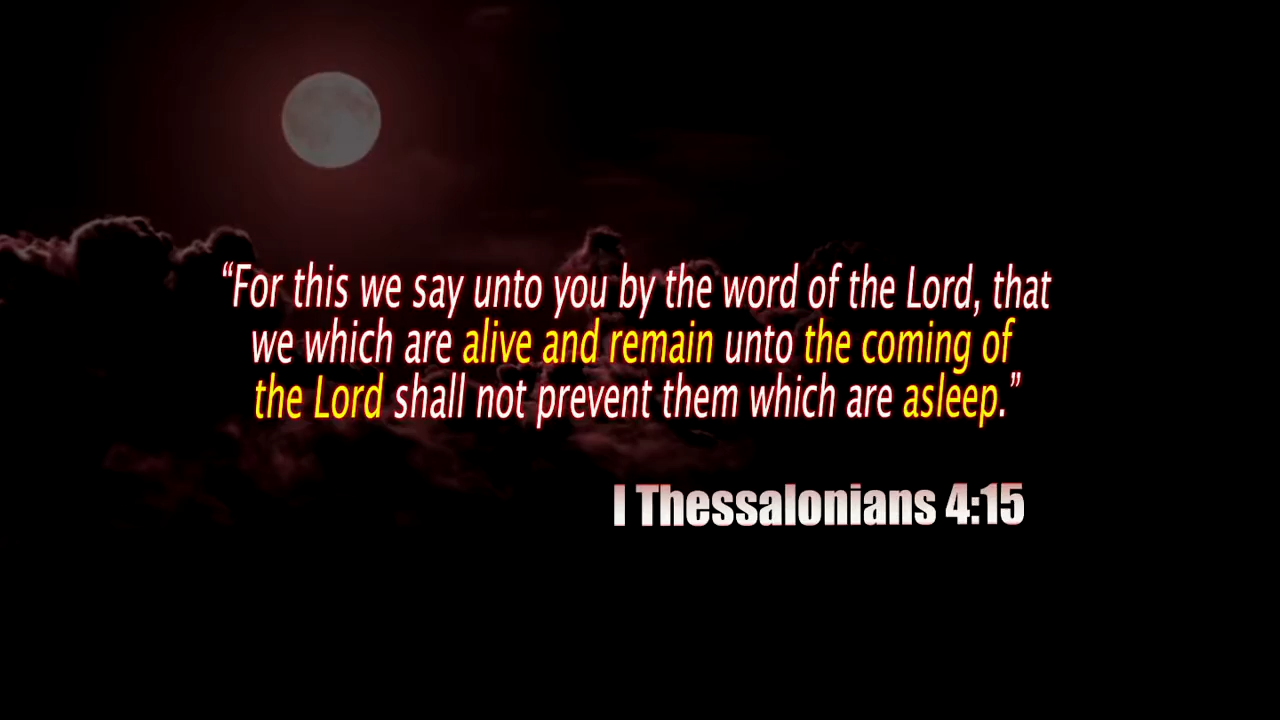 “For this we say unto you by the word of the Lord, that
we which are alive and remain unto the coming of
the Lord shall not prevent them which are asleep.”
I Thessalonians 4:15